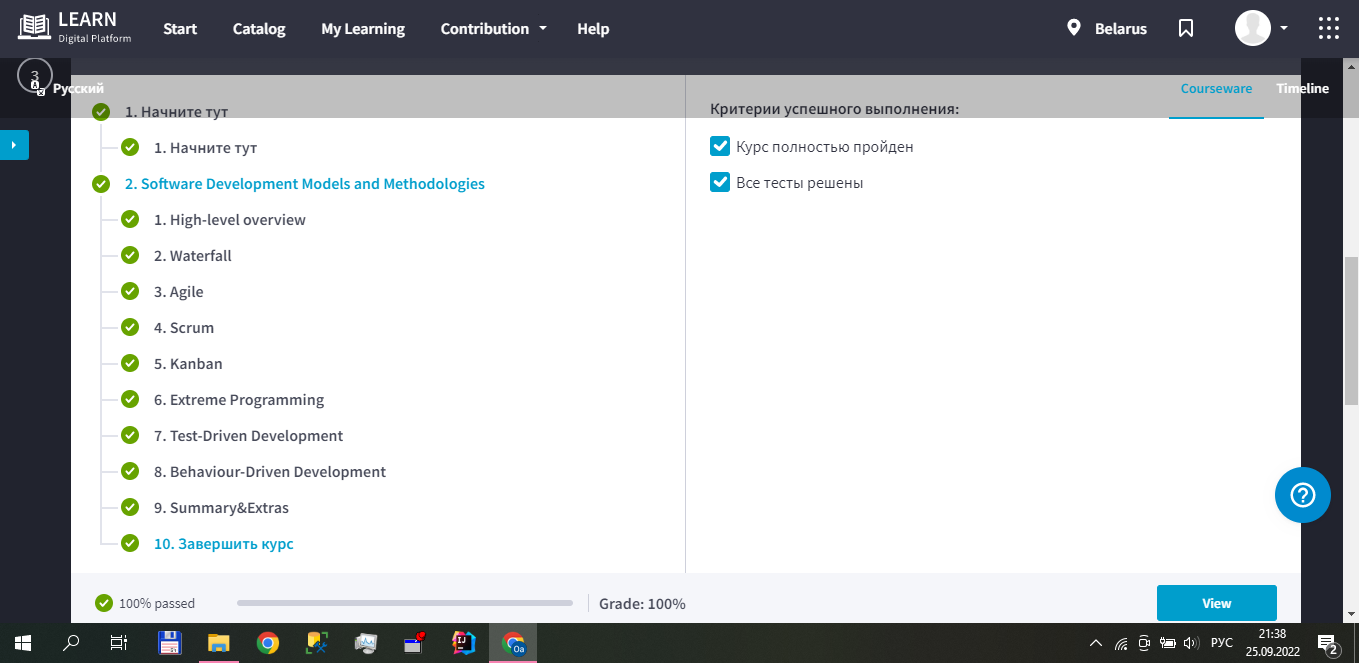 LEARN
Digital Platform
Start
Catalog
My Learning
Contribution
Help
Belarus
3
Русский
Courseware
Timeline
1. Начните тут
1. Начните тут
2. Software Development Models and Methodologies
1. High-level overview
2. Waterfall
3. Agile
4. Scrum
5. Kanban
6. Extreme Programming
7. Test-Driven Development
8. Behaviour-Driven Development
9. Summary&Extras
10. Завершить курс
Критерии успешного выполнения:
Курс полностью пройден
Все тесты решены
100% passed
Grade: 100%
View
IJ
Oa
РУС
21:38
25.09.2022
2